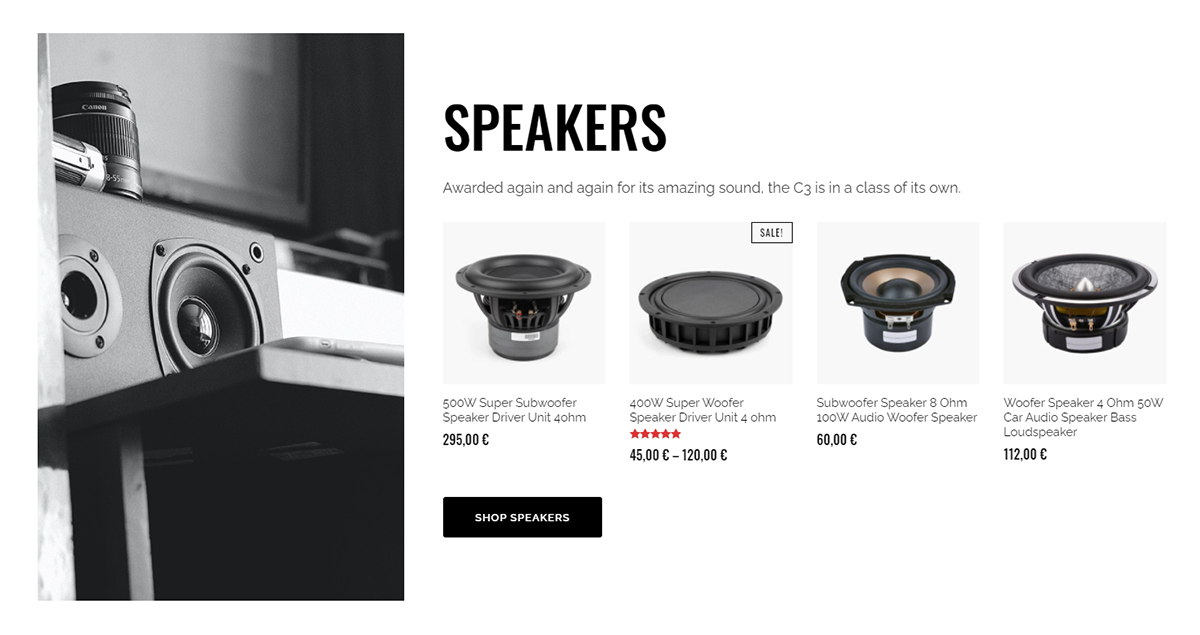 Canon
SPEAKERS
Awarded again and again for its amazing sound, the C3 is in a class of its own.
SALE!
500W Super Subwoofer
Speaker Driver Unit 4ohm
295,00 €
400W Super Woofer
Speaker Driver Unit 4 ohm
45,00 € – 120,00 €
Subwoofer Speaker 8 Ohm
100W Audio Woofer Speaker
60,00 €
Woofer Speaker 4 Ohm 50W
Car Audio Speaker Bass
Loudspeaker
112,00 €
SHOP SPEAKERS